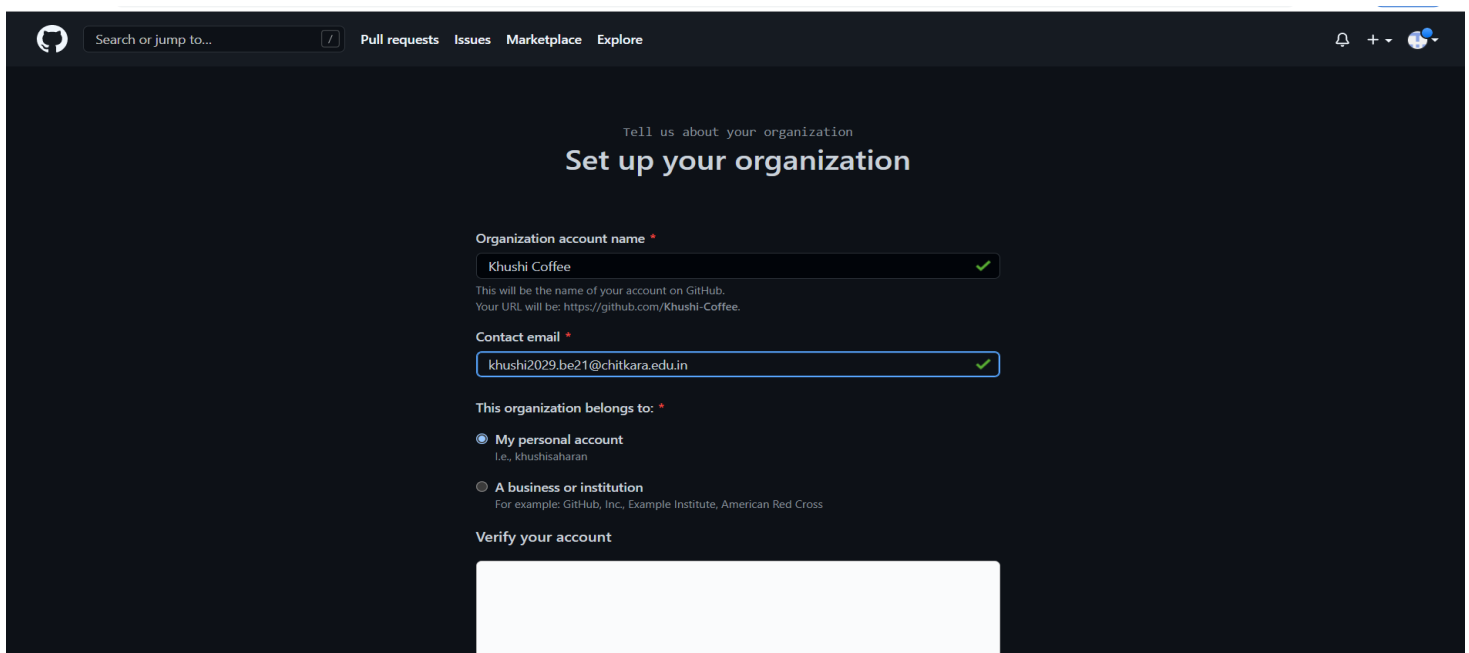 Search or jump to... / Pull requests Issues Marketplace Explore
Tell us about your organization
Set up your organization
Organization account name *
Khushi Coffee
This will be the name of your account on GitHub.
Your URL will be: https://github.com/Khushi-Coffee.
Contact email *
khushi2029.be21@chitkara.edu.in
This organization belongs to: *
My personal account
I.e., khushisaharan
A business or institution
For example: GitHub, Inc., Example Institute, American Red Cross
Verify your account